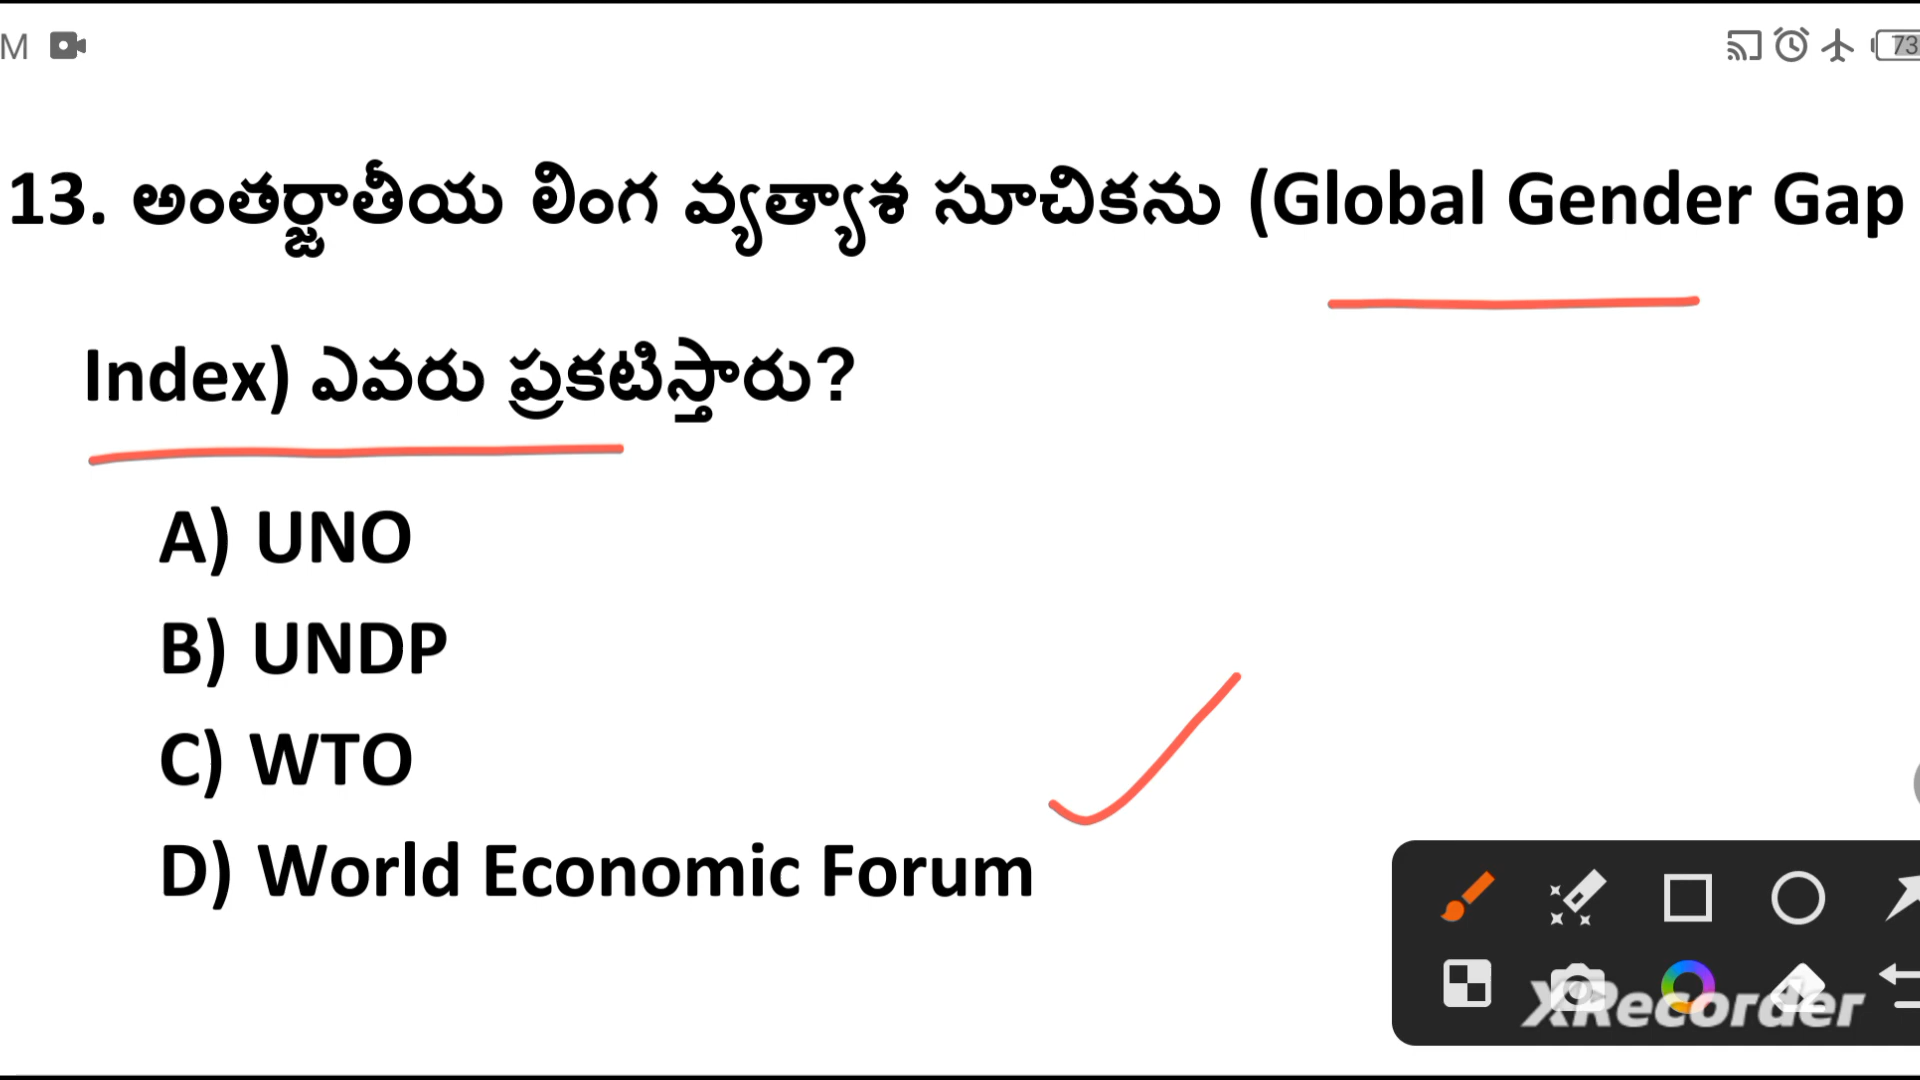 M
73
13. అంతర్జాతీయ లింగ వ్యత్యాశ సూచికను (Global Gender Gap
Index) ఎవరు ప్రకటిస్తారు?
A) UNO
B) UNDP
C) WTO
D) World Economic Forum
XRecorder